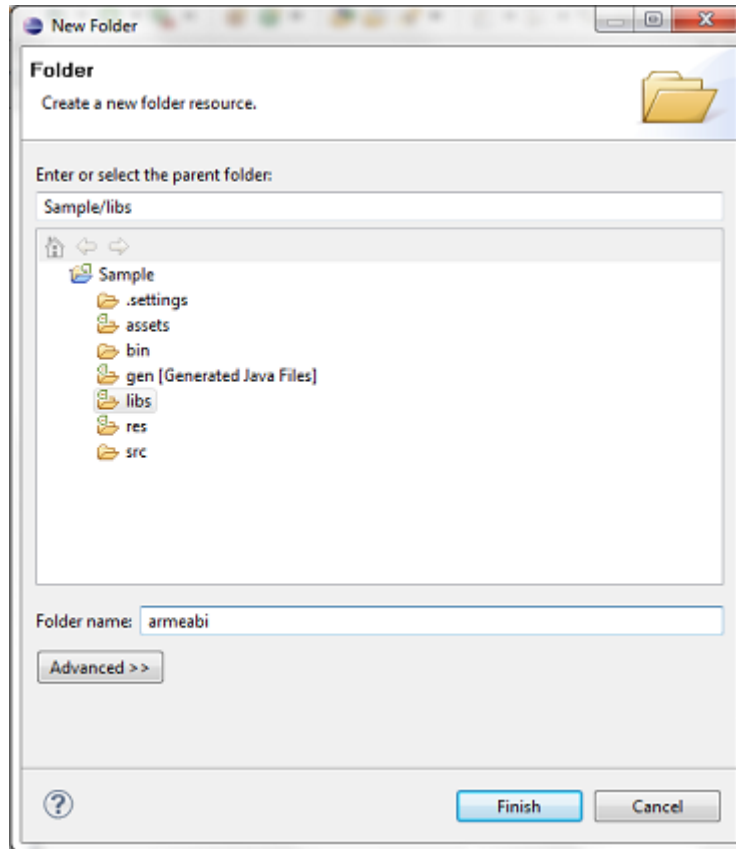 New Folder
Folder
Create a new folder resource.
Enter or select the parent folder:
Sample/libs
Sample
.settings
assets
bin
gen [Generated Java Files]
libs
res
src
Folder name: armeabi
Advanced >>
Finish Cancel